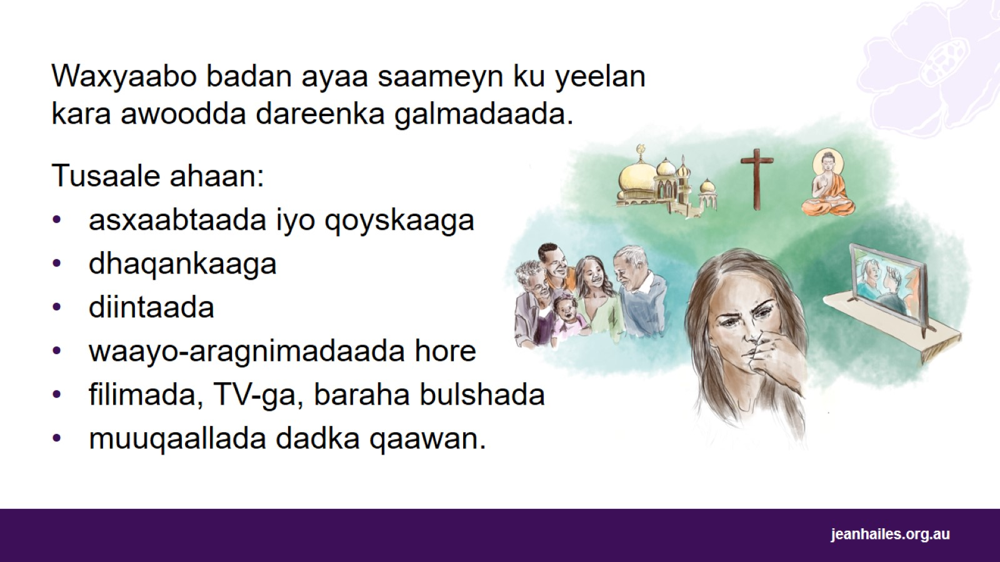 Waxyaabo badan ayaa saameyn ku yeelan
kara awoodda dareenka galmadaada.
Tusaale ahaan:
• asxaabtaada iyo qoyskaaga
• dhaqankaaga
• diintaada
• waayo-aragnimadaada hore
• filimada, TV-ga, baraha bulshada
• muuqaallada dadka qaawan.
jeanhailes.org.au